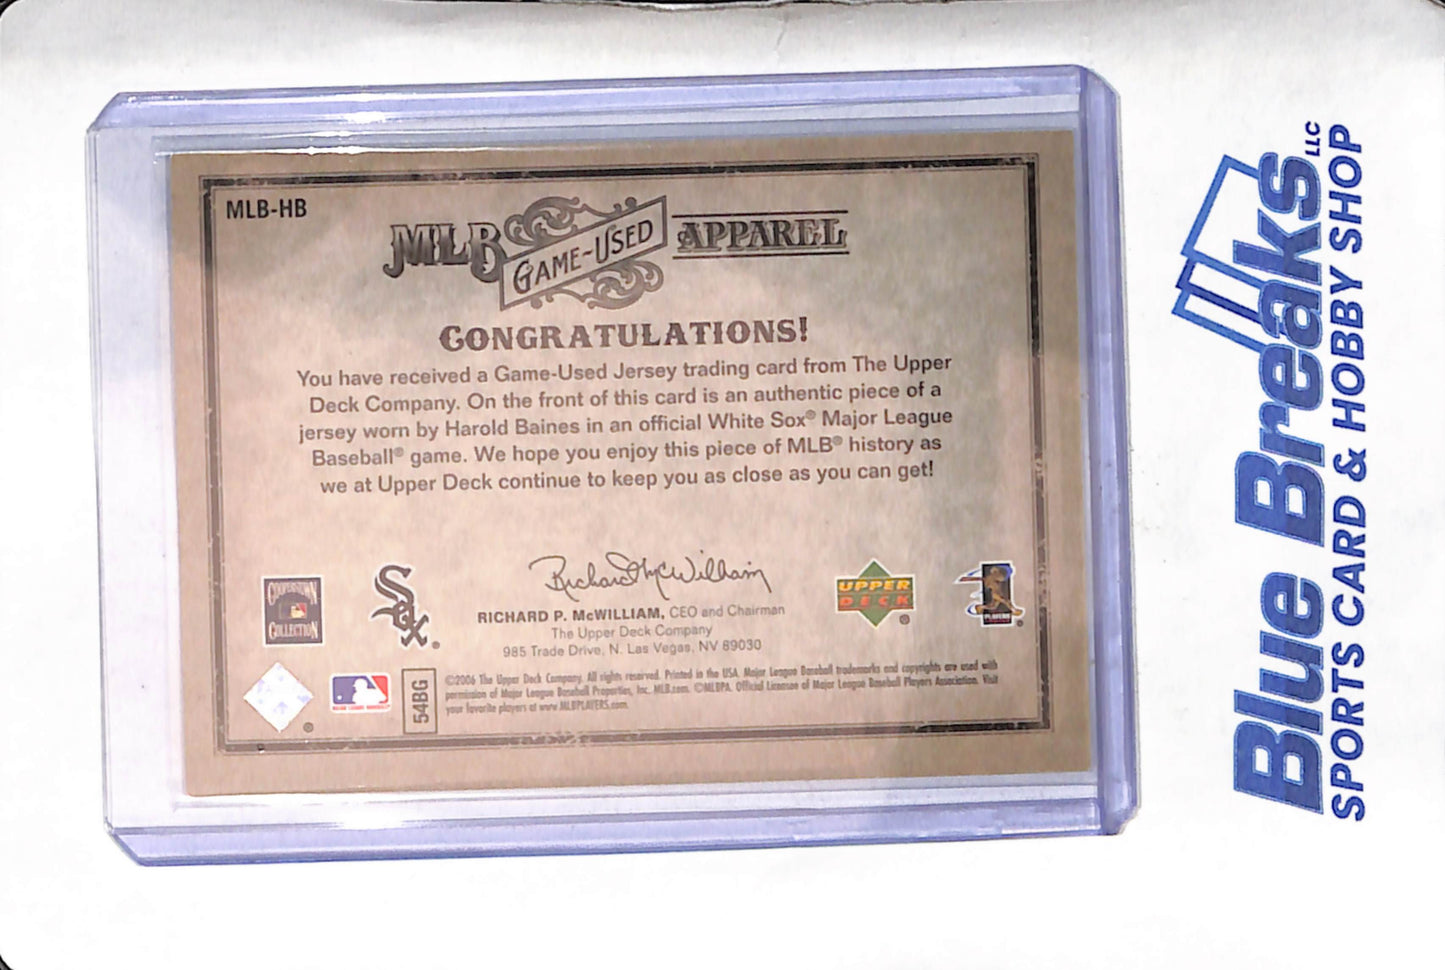 MLB-HB
MLB GAME-USED APPAREL
CONGRATULATIONS!
You have received a Game-Used Jersey trading card from The Upper
Deck Company. On the front of this card is an authentic piece of a
jersey worn by Harold Baines in an official White Sox® Major League
Baseball® game. We hope you enjoy this piece of MLB® history as
we at Upper Deck continue to keep you as close as you can get!
COOPERSTOWN
COLLECTION
SOX®
Richard McWilliam
RICHARD P. McWILLIAM, CEO and Chairman
The Upper Deck Company
985 Trade Drive, N. Las Vegas, NV 89030
UPPER
DECK®
PLAYERS
54BG
©2006 The Upper Deck Company. All rights reserved. Printed in the USA. Major League Baseball trademarks and copyrights are used with
permission of Major League Baseball Properties, Inc. MLB.com. ©MLBPA. Official Licensee of Major League Baseball Players Association. Visit
your favorite players at www.MLBPLAYERS.com.
Blue Breaks LLC
SPORTS CARD & HOBBY SHOP